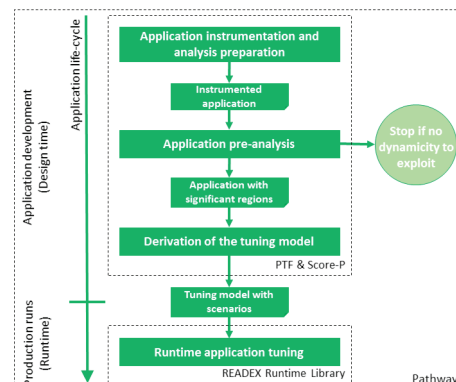 Application life-cycle
Application development
(Design time)
Production runs
(Runtime)
Application instrumentation and
analysis preparation
Instrumented
application
Application pre-analysis
Stop if no
dynamicity to
exploit
Application with
significant regions
Derivation of the tuning model
PTF & Score-P
Tuning model with
scenarios
Runtime application tuning
READEX Runtime Library
Pathway